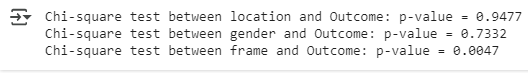 Chi-square test between location and Outcome: p-value = 0.9477
Chi-square test between gender and Outcome: p-value = 0.7332
Chi-square test between frame and Outcome: p-value = 0.0047